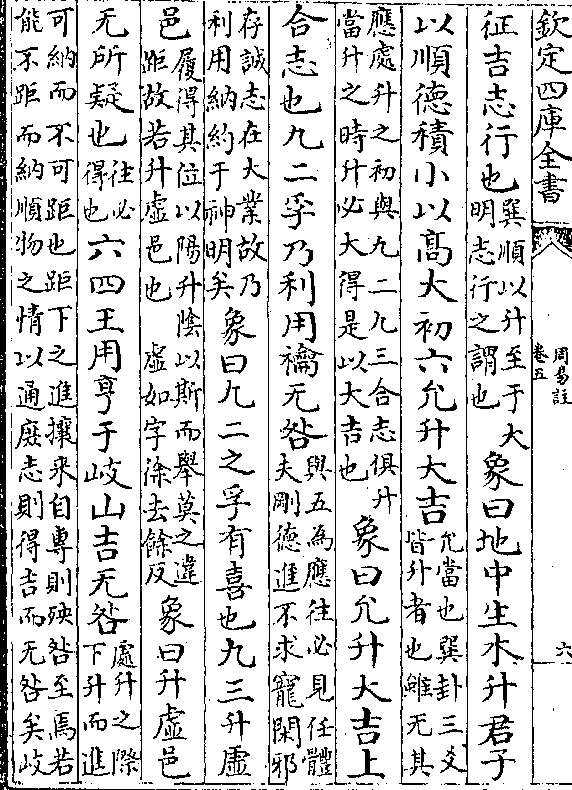 欽定四庫全書
周易註
卷五
六
征吉志行也巽順以升至于大明志行之謂也象曰地中生木升君子
以順德積小以高大初六允升大吉允當也巽卦三爻皆升者也雖无其
應處升之初與九二九三合志俱升當升之時升必大得是以大吉也象曰允升大吉上
合志也九二孚乃利用禴无咎與五為應往必見任體夫剛德進不求寵閑邪
存誠志在大業故乃利用納約于神明矣象曰九二之孚有喜也九三升虛
邑履得其位以陽升陰以斯而舉莫之違距故若升虛邑也虛如字徐去餘反象曰升虛邑
无所疑也往必得也六四王用亨于岐山吉无咎處升之際下升而進
可納而不可距也距下之進攘來自專則殃咎至焉若能不距而納順物之情以通庶志則得吉而无咎矣岐